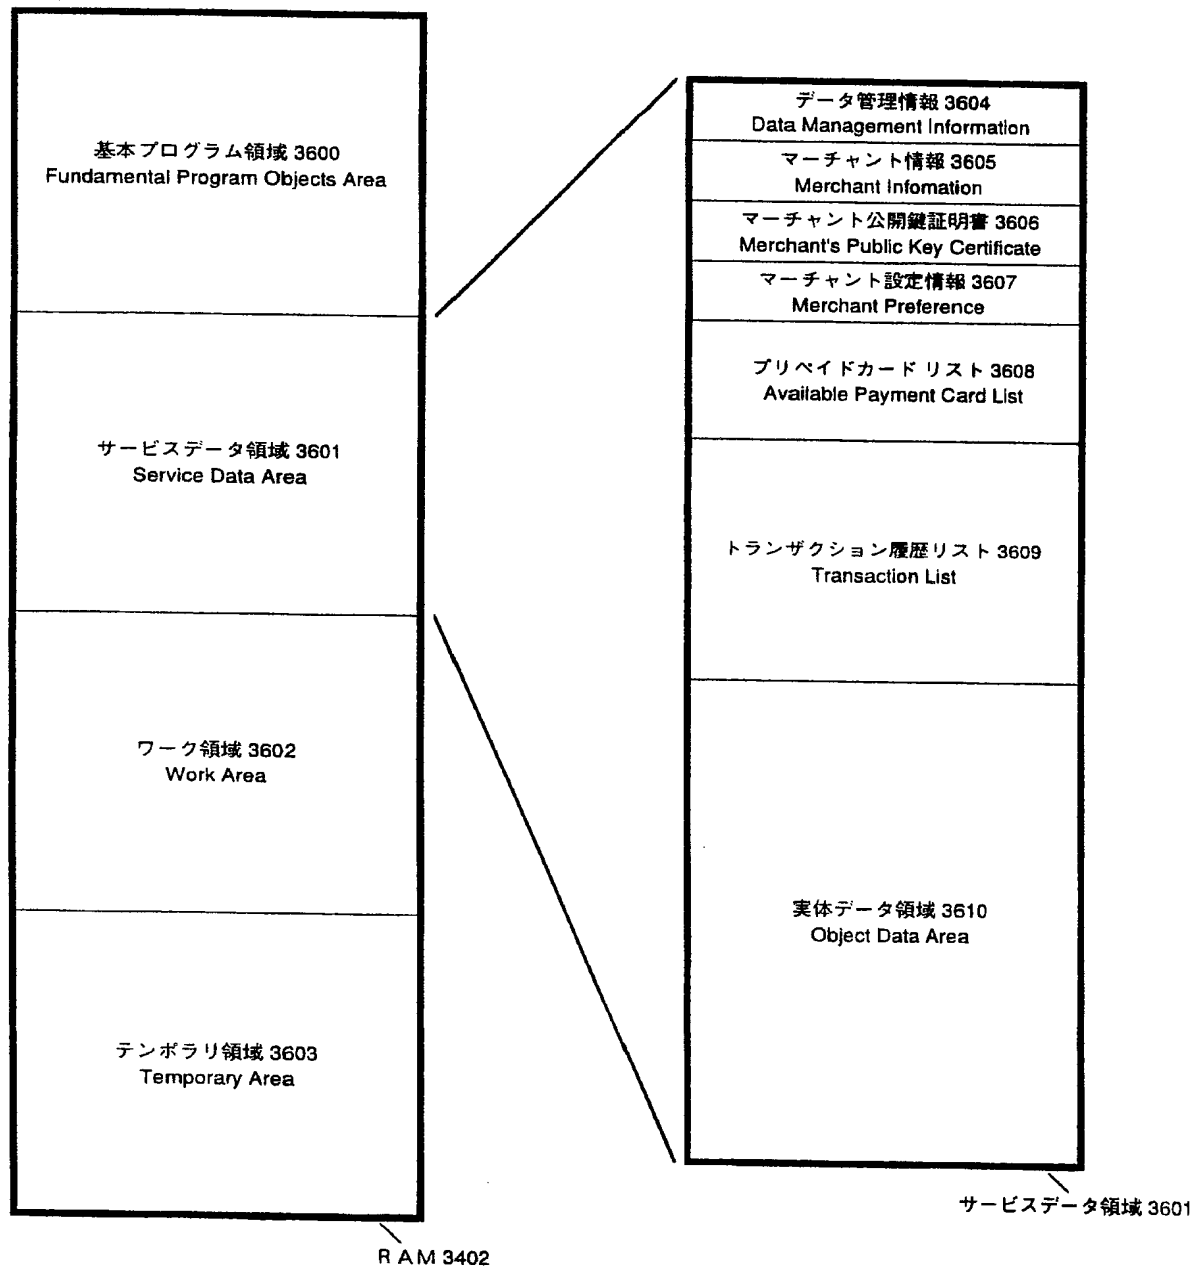 基本プログラム領域 3600
Fundamental Program Objects Area
サービスデータ領域 3601
Service Data Area
ワーク領域 3602
Work Area
テンポラリ領域 3603
Temporary Area
RAM 3402
データ管理情報 3604
Data Management Information
マーチャント情報 3605
Merchant Infomation
マーチャント公開鍵証明書 3606
Merchant's Public Key Certificate
マーチャント設定情報 3607
Merchant Preference
プリペイドカード リスト 3608
Available Payment Card List
トランザクション履歴リスト 3609
Transaction List
実体データ領域 3610
Object Data Area
サービスデータ領域 3601